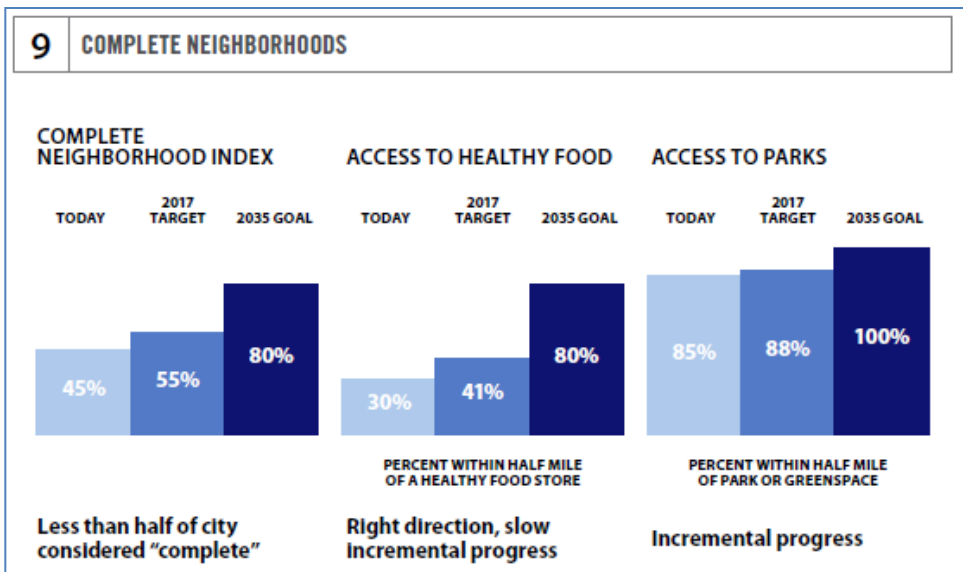 9 COMPLETE NEIGHBORHOODS
COMPLETE
NEIGHBORHOOD INDEX
TODAY
2017
TARGET
2035 GOAL
45%
55%
80%
Less than half of city
considered “complete”
ACCESS TO HEALTHY FOOD
TODAY
2017
TARGET
2035 GOAL
30%
41%
80%
PERCENT WITHIN HALF MILE
OF A HEALTHY FOOD STORE
Right direction, slow
incremental progress
ACCESS TO PARKS
TODAY
2017
TARGET
2035 GOAL
85%
88%
100%
PERCENT WITHIN HALF MILE
OF PARK OR GREENSPACE
Incremental progress